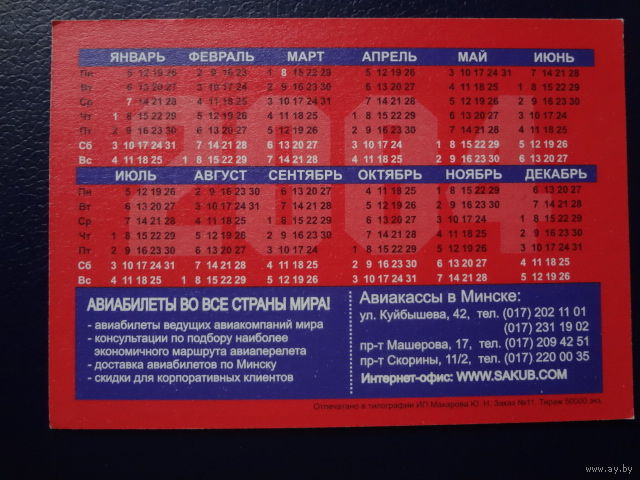 ЯНВАРЬ ФЕВРАЛЬ МАРТ АПРЕЛЬ МАЙ ИЮНЬ
Пн 5 12 19 26 2 9 16 23 1 8 15 22 29 5 12 19 26 3 10 17 24 31 7 14 21 28
Вт 6 13 20 27 3 10 17 24 2 9 16 23 30 6 13 20 27 4 11 18 25 1 8 15 22 29
Ср 7 14 21 28 4 11 18 25 3 10 17 24 31 7 14 21 28 5 12 19 26 2 9 16 23 30
Чт 1 8 15 22 29 5 12 19 26 4 11 18 25 1 8 15 22 29 6 13 20 27 3 10 17 24
Пт 2 9 16 23 30 6 13 20 27 5 12 19 26 2 9 16 23 30 7 14 21 28 4 11 18 25
Сб 3 10 17 24 31 7 14 21 28 6 13 20 27 3 10 17 24 1 8 15 22 29 5 12 19 26
Вс 4 11 18 25 1 8 15 22 29 7 14 21 28 4 11 18 25 2 9 16 23 30 6 13 20 27
2004
ИЮЛЬ АВГУСТ СЕНТЯБРЬ ОКТЯБРЬ НОЯБРЬ ДЕКАБРЬ
Пн 5 12 19 26 2 9 16 23 30 6 13 20 27 4 11 18 25 1 8 15 22 29 6 13 20 27
Вт 6 13 20 27 3 10 17 24 31 7 14 21 28 5 12 19 26 2 9 16 23 30 7 14 21 28
Ср 7 14 21 28 4 11 18 25 1 8 15 22 29 6 13 20 27 3 10 17 24 1 8 15 22 29
Чт 1 8 15 22 29 5 12 19 26 2 9 16 23 30 7 14 21 28 4 11 18 25 2 9 16 23 30
Пт 2 9 16 23 30 6 13 20 27 3 10 17 24 1 8 15 22 29 5 12 19 26 3 10 17 24 31
Сб 3 10 17 24 31 7 14 21 28 4 11 18 25 2 9 16 23 30 6 13 20 27 4 11 18 25
Вс 4 11 18 25 1 8 15 22 29 5 12 19 26 3 10 17 24 31 7 14 21 28 5 12 19 26
АВИАБИЛЕТЫ ВО ВСЕ СТРАНЫ МИРА!
- авиабилеты ведущих авиакомпаний мира
- консультации по подбору наиболее
экономичного маршрута авиаперелета
- доставка авиабилетов по Минску
- скидки для корпоративных клиентов
Авиакассы в Минске:
ул. Куйбышева, 42, тел. (017) 202 11 01
(017) 231 19 02
пр-т Машерова, 17, тел. (017) 209 42 51
пр-т Скорины, 11/2, тел. (017) 220 00 35
Интернет-офис: WWW.SAKUB.COM
Отпечатано в типографии ИП Макарова Ю. Н. Заказ №11. Тираж 50000 экз.
www.ay.by